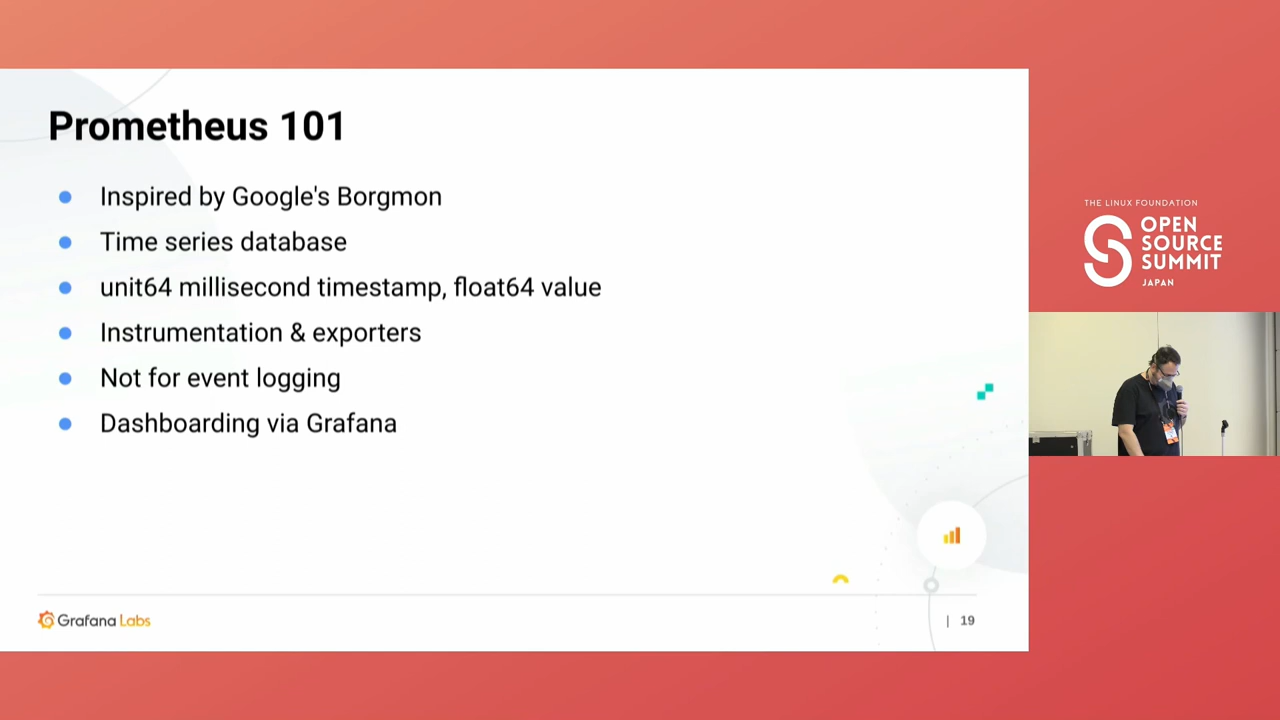 Prometheus 101
Inspired by Google's Borgmon
Time series database
unit64 millisecond timestamp, float64 value
Instrumentation & exporters
Not for event logging
Dashboarding via Grafana
Grafana Labs
| 19
THE LINUX FOUNDATION
OPEN
SOURCE
SUMMIT
JAPAN